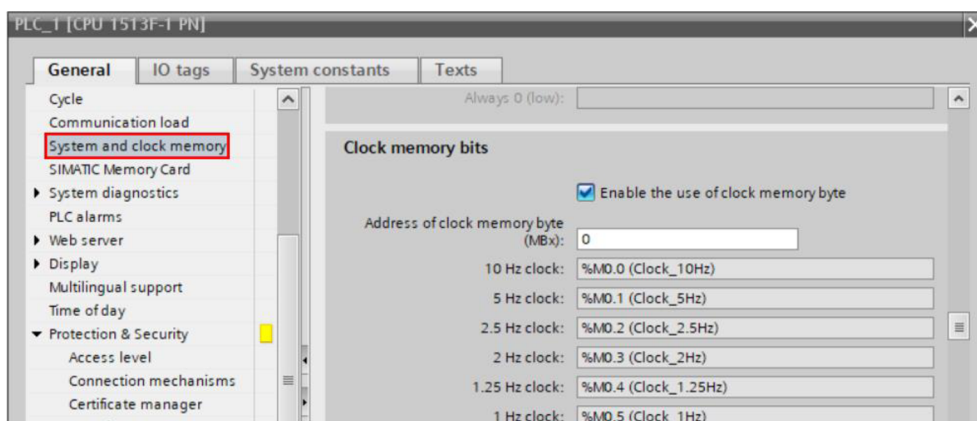 PLC_1 [CPU 1513F-1 PN]
General IO tags System constants Texts
Cycle
Communication load
System and clock memory
SIMATIC Memory Card
System diagnostics
PLC alarms
Web server
Display
Multilingual support
Time of day
Protection & Security
Access level
Connection mechanisms
Certificate manager
Always 0 (low):
Clock memory bits
Enable the use of clock memory byte
Address of clock memory byte
(MBx): 0
10 Hz clock: %M0.0 (Clock_10Hz)
5 Hz clock: %M0.1 (Clock_5Hz)
2.5 Hz clock: %M0.2 (Clock_2.5Hz)
2 Hz clock: %M0.3 (Clock_2Hz)
1.25 Hz clock: %M0.4 (Clock_1.25Hz)
1 Hz clock: %M0.5 (Clock_1Hz)